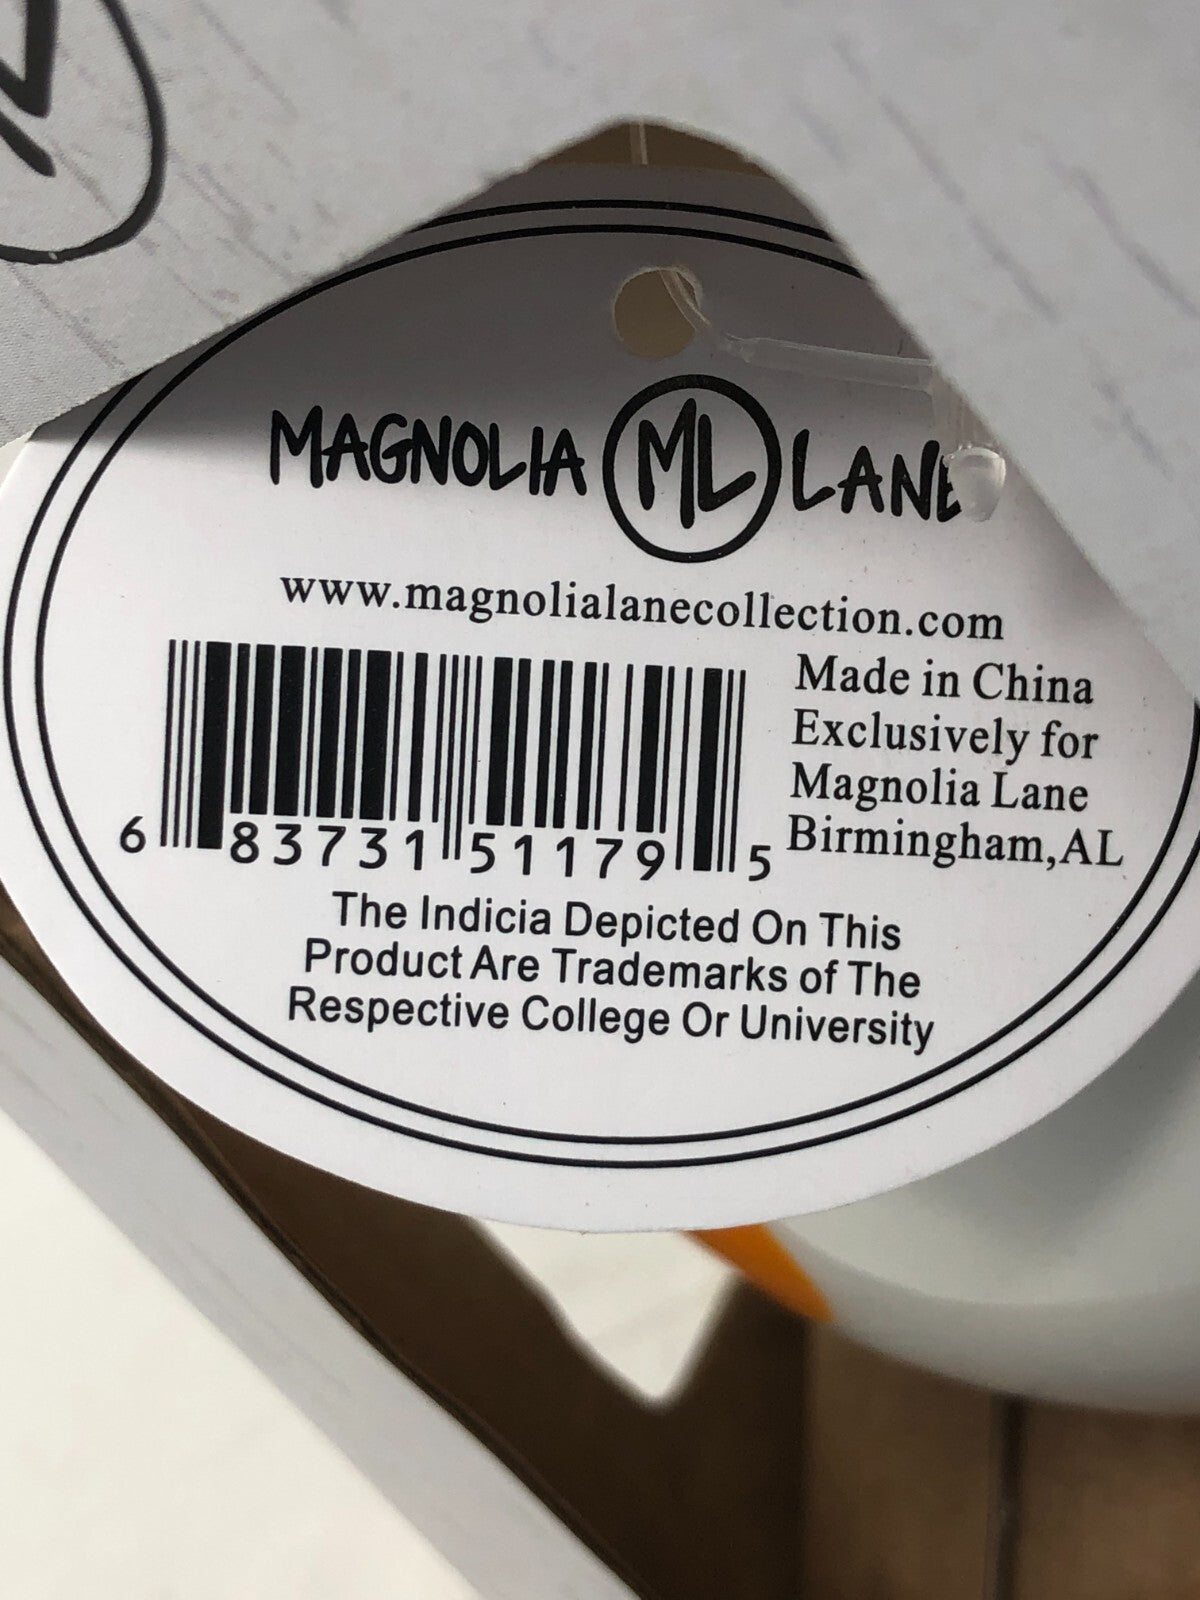 MAGNOLIA ML LANE
www.magnolialanecollection.com
Made in China
Exclusively for
Magnolia Lane
Birmingham,AL
6 83731 51179 5
The Indicia Depicted On This
Product Are Trademarks of The
Respective College Or University